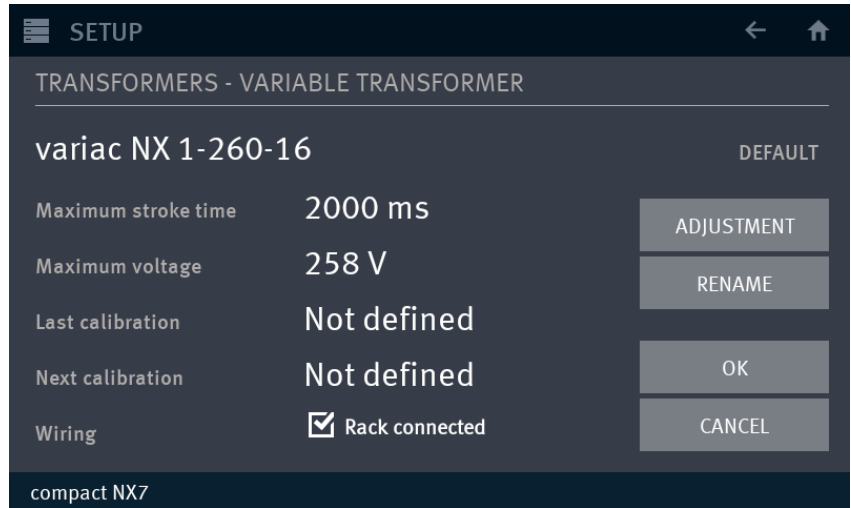 SETUP
TRANSFORMERS - VARIABLE TRANSFORMER
variac NX 1-260-16
DEFAULT
Maximum stroke time 2000 ms
ADJUSTMENT
Maximum voltage 258 V
RENAME
Last calibration Not defined
Next calibration Not defined
OK
Wiring Rack connected
CANCEL
compact NX7